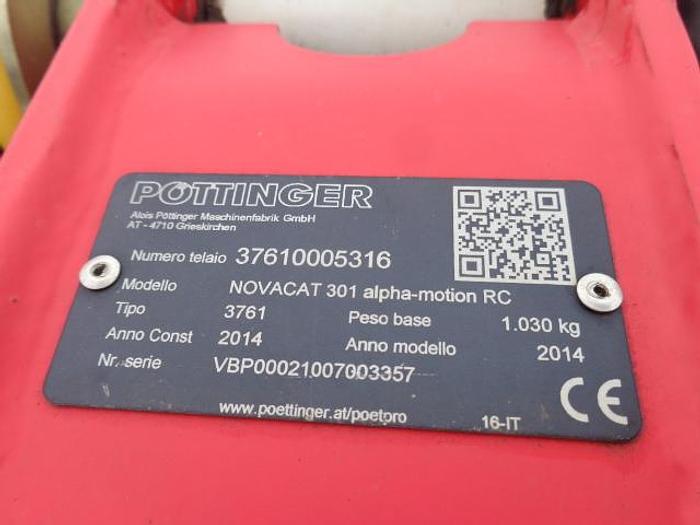 PÖTTINGER
Alois Pöttinger Maschinenfabrik GmbH
AT - 4710 Grieskirchen
Numero telaio 37610005316
Modello NOVACAT 301 alpha-motion RC
Tipo 3761 Peso base 1.030 kg
Anno Const 2014 Anno modello 2014
Nr. serie VBP00021007003357
www.poettinger.at/poetpro 16-IT CE